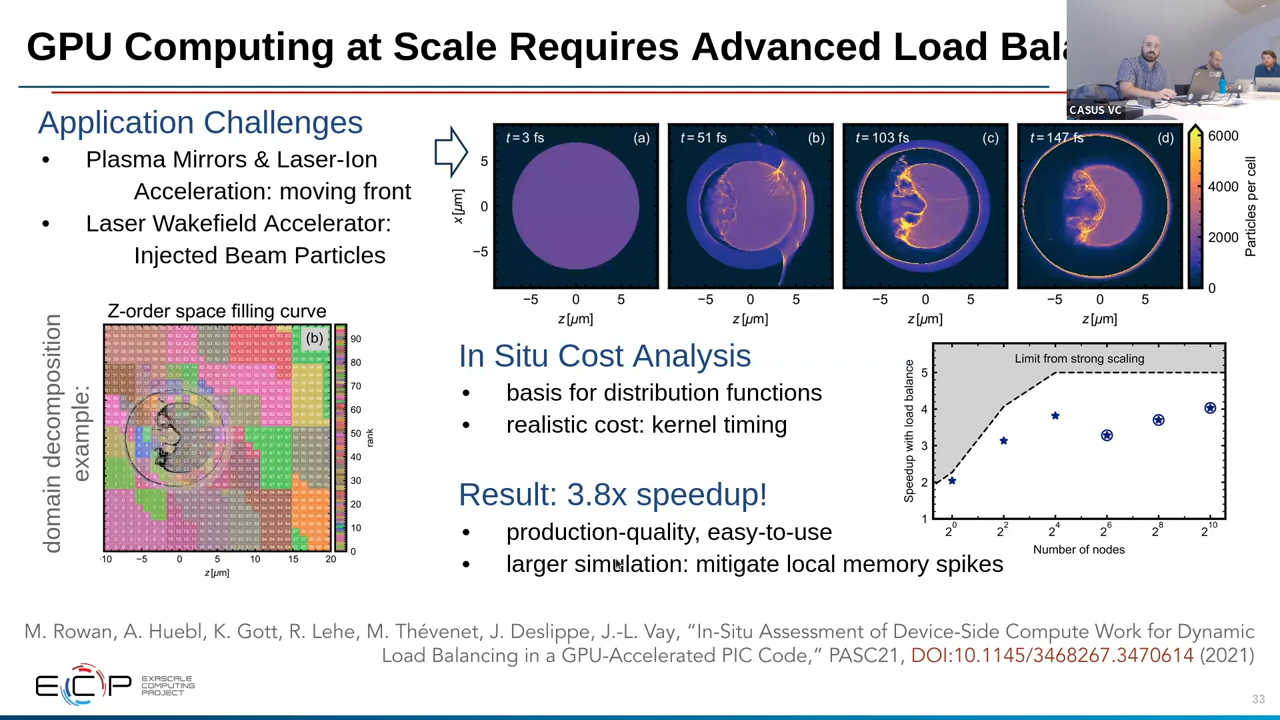 GPU Computing at Scale Requires Advanced Load Bala
CASUS VC
Application Challenges
• Plasma Mirrors & Laser-Ion
Acceleration: moving front
• Laser Wakefield Accelerator:
Injected Beam Particles
t = 3 fs (a)
t = 51 fs (b)
t = 103 fs (c)
t = 147 fs (d)
x [μm]
5
0
−5
−5 0 5
−5 0 5
−5 0 5
−5 0 5
z [μm]
z [μm]
z [μm]
z [μm]
6000
4000
2000
0
Particles per cell
domain decomposition
example:
Z-order space filling curve
(b)
90
80
70
60
50
40
30
20
10
0
rank
-10 −5 0 5 10 15 20
z [μm]
In Situ Cost Analysis
• basis for distribution functions
• realistic cost: kernel timing
Result: 3.8x speedup!
• production-quality, easy-to-use
• larger simulation: mitigate local memory spikes
Limit from strong scaling
Speedup with load balance
5
4
3
2
1
2^0 2^2 2^4 2^6 2^8 2^10
Number of nodes
M. Rowan, A. Huebl, K. Gott, R. Lehe, M. Thévenet, J. Deslippe, J.-L. Vay, “In-Situ Assessment of Device-Side Compute Work for Dynamic
Load Balancing in a GPU-Accelerated PIC Code,” PASC21, DOI:10.1145/3468267.3470614 (2021)
ECP
EXASCALE
COMPUTING
PROJECT
33